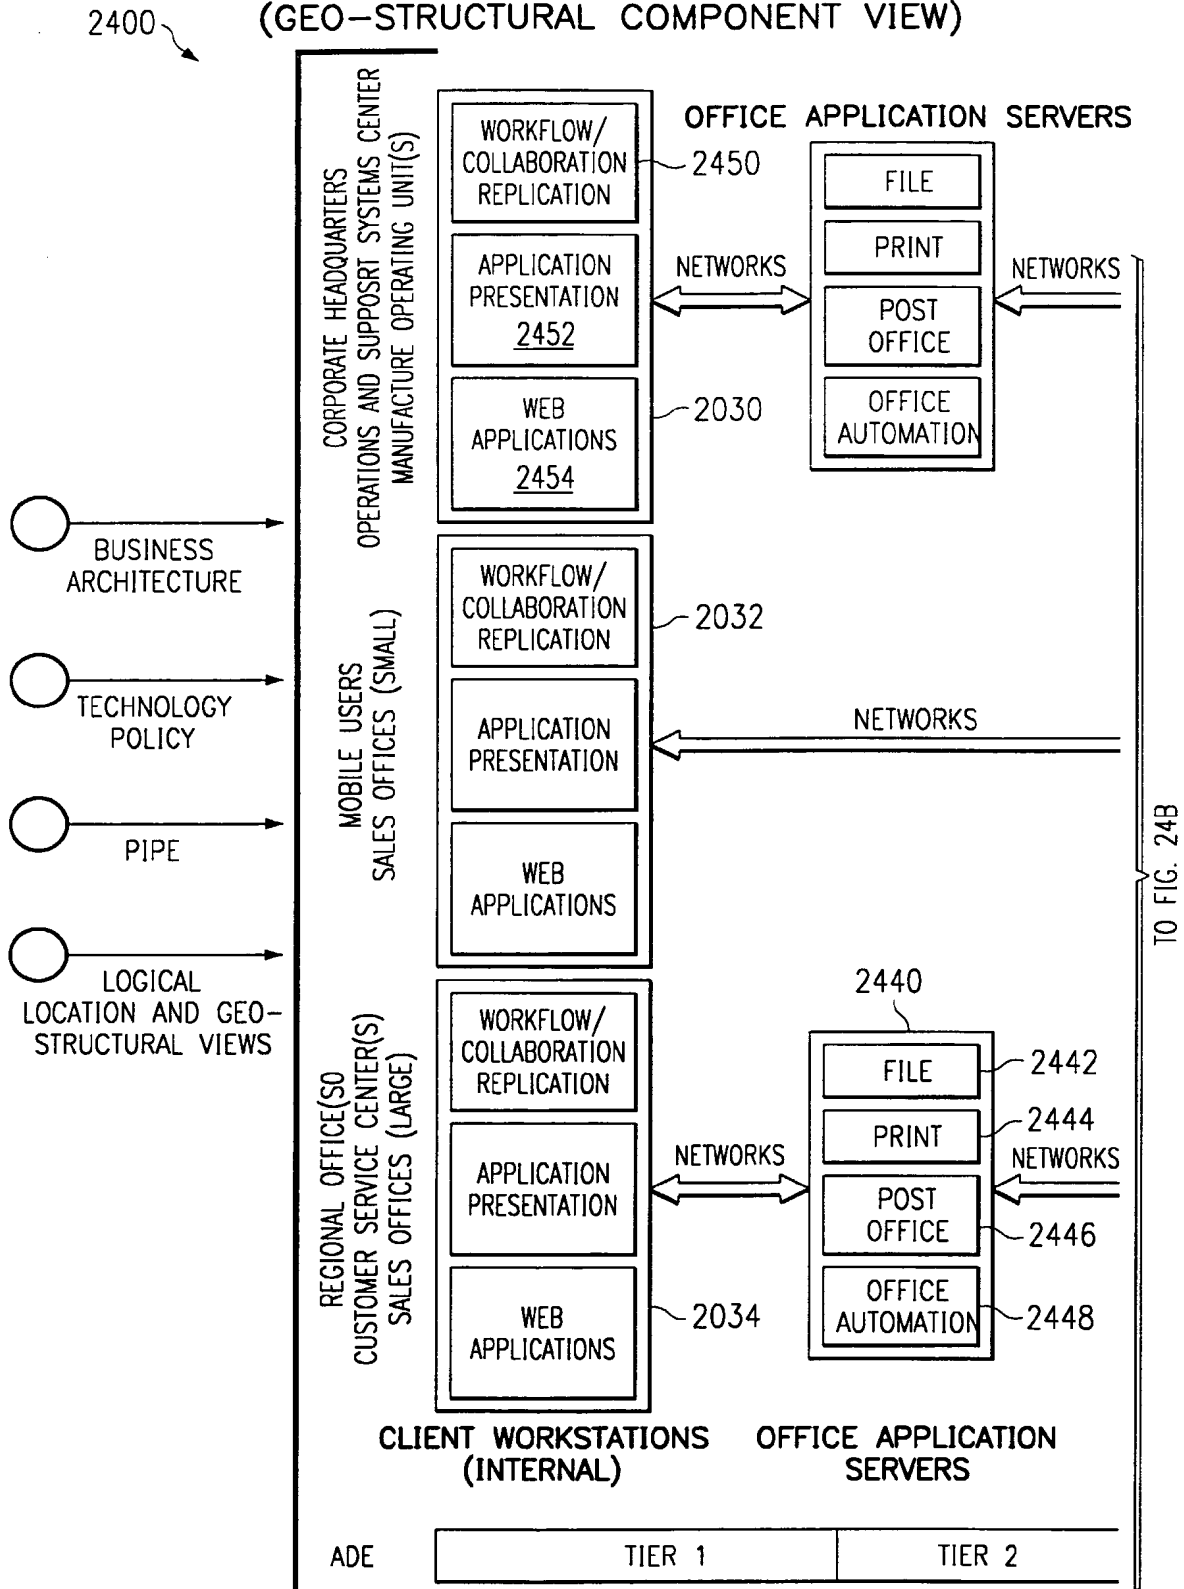 2400
(GEO-STRUCTURAL COMPONENT VIEW)
CORPORATE HEADQUARTERS
OPERATIONS AND SUPPOSRT SYSTEMS CENTER
MANUFACTURE OPERATING UNIT(S)
WORKFLOW/
COLLABORATION
REPLICATION
2450
APPLICATION
PRESENTATION
2452
WEB
APPLICATIONS
2454
2030
NETWORKS
OFFICE APPLICATION SERVERS
FILE
PRINT
POST
OFFICE
OFFICE
AUTOMATION
NETWORKS
BUSINESS
ARCHITECTURE
TECHNOLOGY
POLICY
PIPE
LOGICAL
LOCATION AND GEO-
STRUCTURAL VIEWS
MOBILE USERS
SALES OFFICES (SMALL)
WORKFLOW/
COLLABORATION
REPLICATION
2032
APPLICATION
PRESENTATION
WEB
APPLICATIONS
NETWORKS
TO FIG. 24B
REGIONAL OFFICE(SO
CUSTOMER SERVICE CENTER(S)
SALES OFFICES (LARGE)
WORKFLOW/
COLLABORATION
REPLICATION
APPLICATION
PRESENTATION
WEB
APPLICATIONS
2034
NETWORKS
2440
FILE
2442
PRINT
2444
POST
OFFICE
2446
OFFICE
AUTOMATION
2448
NETWORKS
CLIENT WORKSTATIONS
(INTERNAL)
OFFICE APPLICATION
SERVERS
ADE
TIER 1
TIER 2